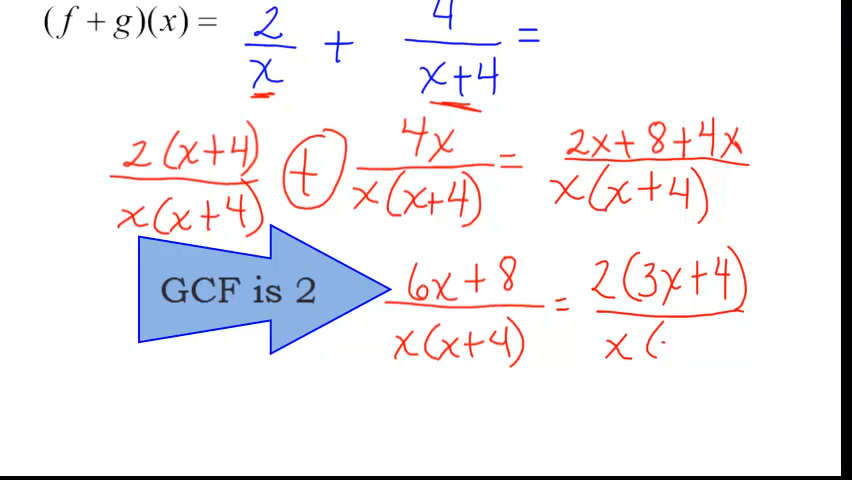 (f + g)(x) = 2/x + 4/(x+4) =
2(x+4)/x(x+4) + 4x/x(x+4) = 2x+8+4x/x(x+4)
GCF is 2
6x+8/x(x+4) = 2(3x+4)/x(